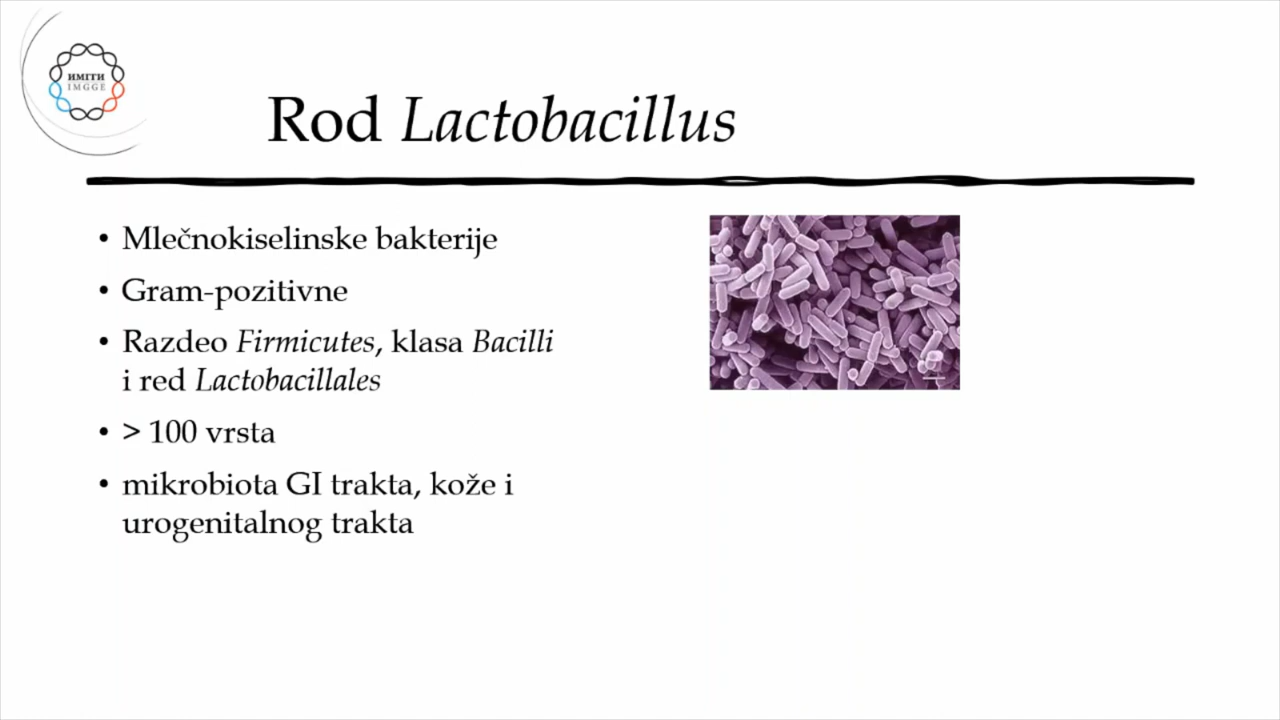 ИМГГИ
IMGGE
Rod Lactobacillus
• Mlečnokiselinske bakterije
• Gram-pozitivne
• Razdeo Firmicutes, klasa Bacilli
i red Lactobacillales
• > 100 vrsta
• mikrobiota GI trakta, kože i
urogenitalnog trakta